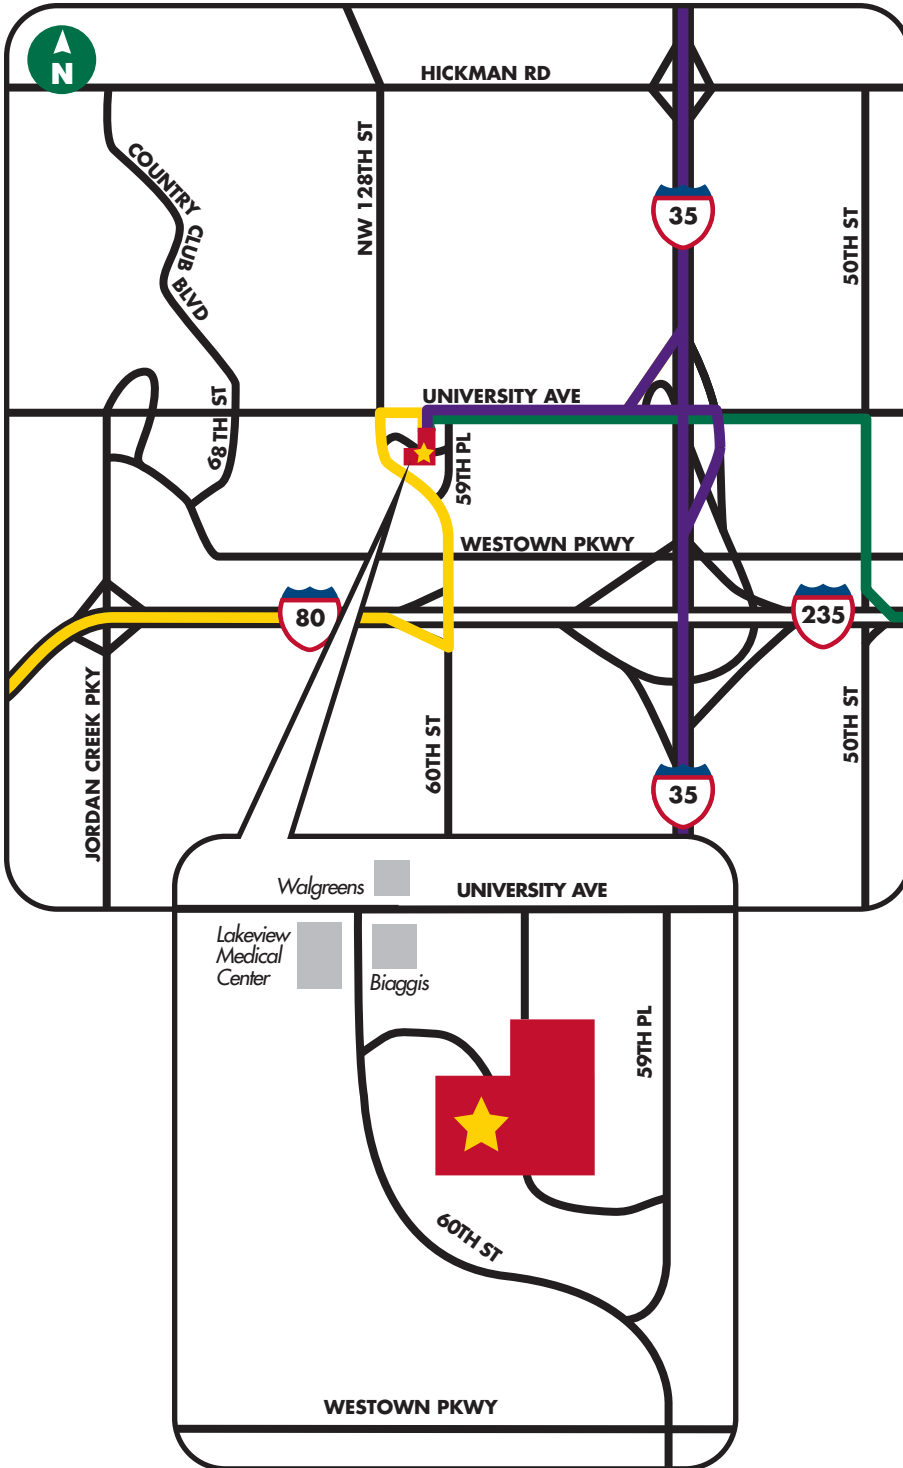 N
HICKMAN RD
COUNTRY CLUB BLVD
NW 128TH ST
35
50TH ST
UNIVERSITY AVE
68TH ST
59TH PL
WESTOWN PKWY
80
235
JORDAN CREEK PKY
60TH ST
50TH ST
35
Walgreens
UNIVERSITY AVE
Lakeview
Medical
Center
Biaggis
59TH PL
60TH ST
WESTOWN PKWY